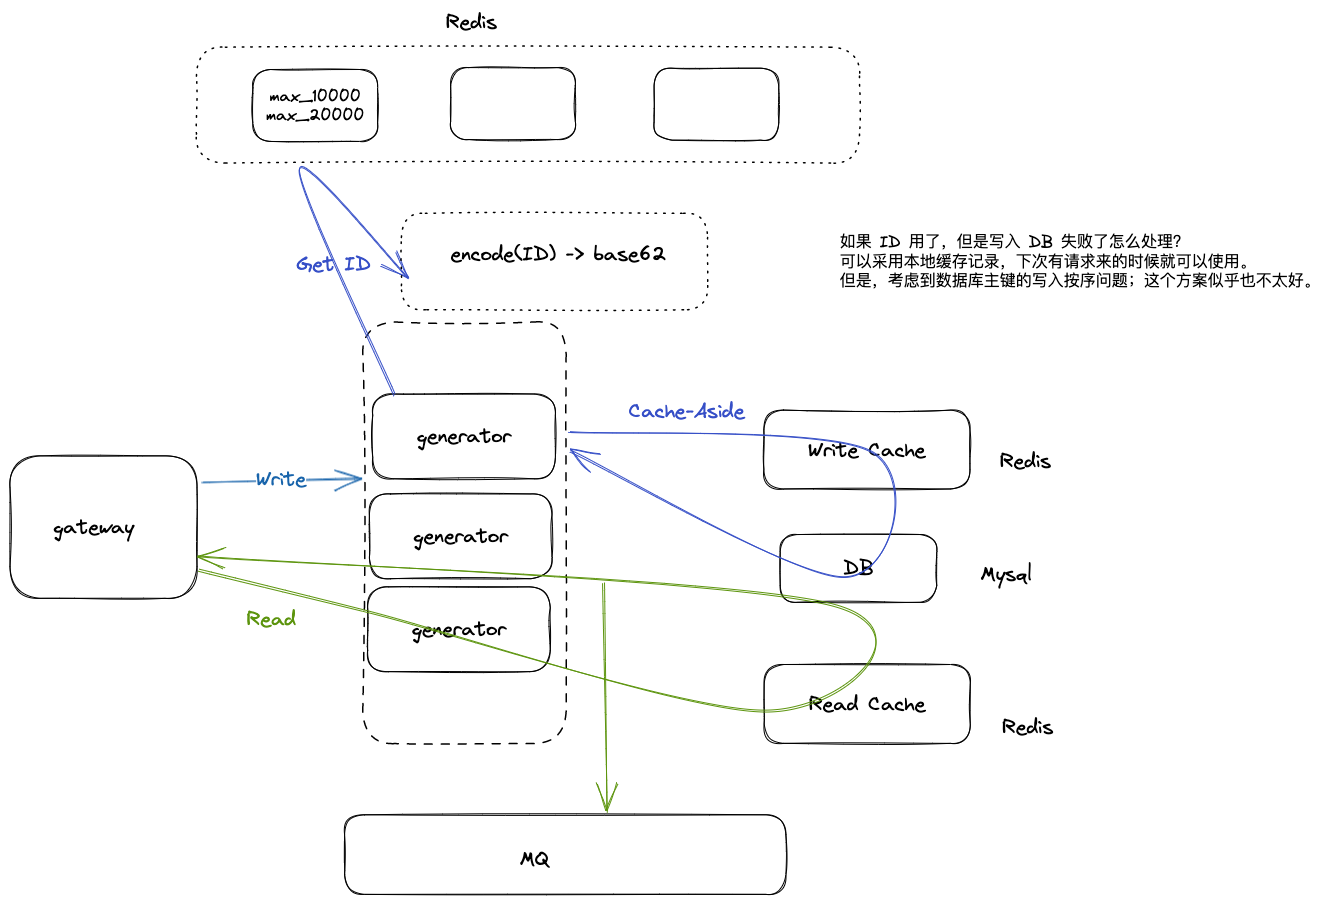 Redis
max_10000
max_20000
Get ID
encode(ID) -> base62
如果 ID 用了，但是写入 DB 失败了怎么处理？
可以采用本地缓存记录，下次有请求来的时候就可以使用。
但是，考虑到数据库主键的写入按序问题；这个方案似乎也不太好。
generator
Cache-Aside
Write Cache
Redis
Write
gateway
generator
DB
Mysql
Read
generator
Read Cache
Redis
MQ